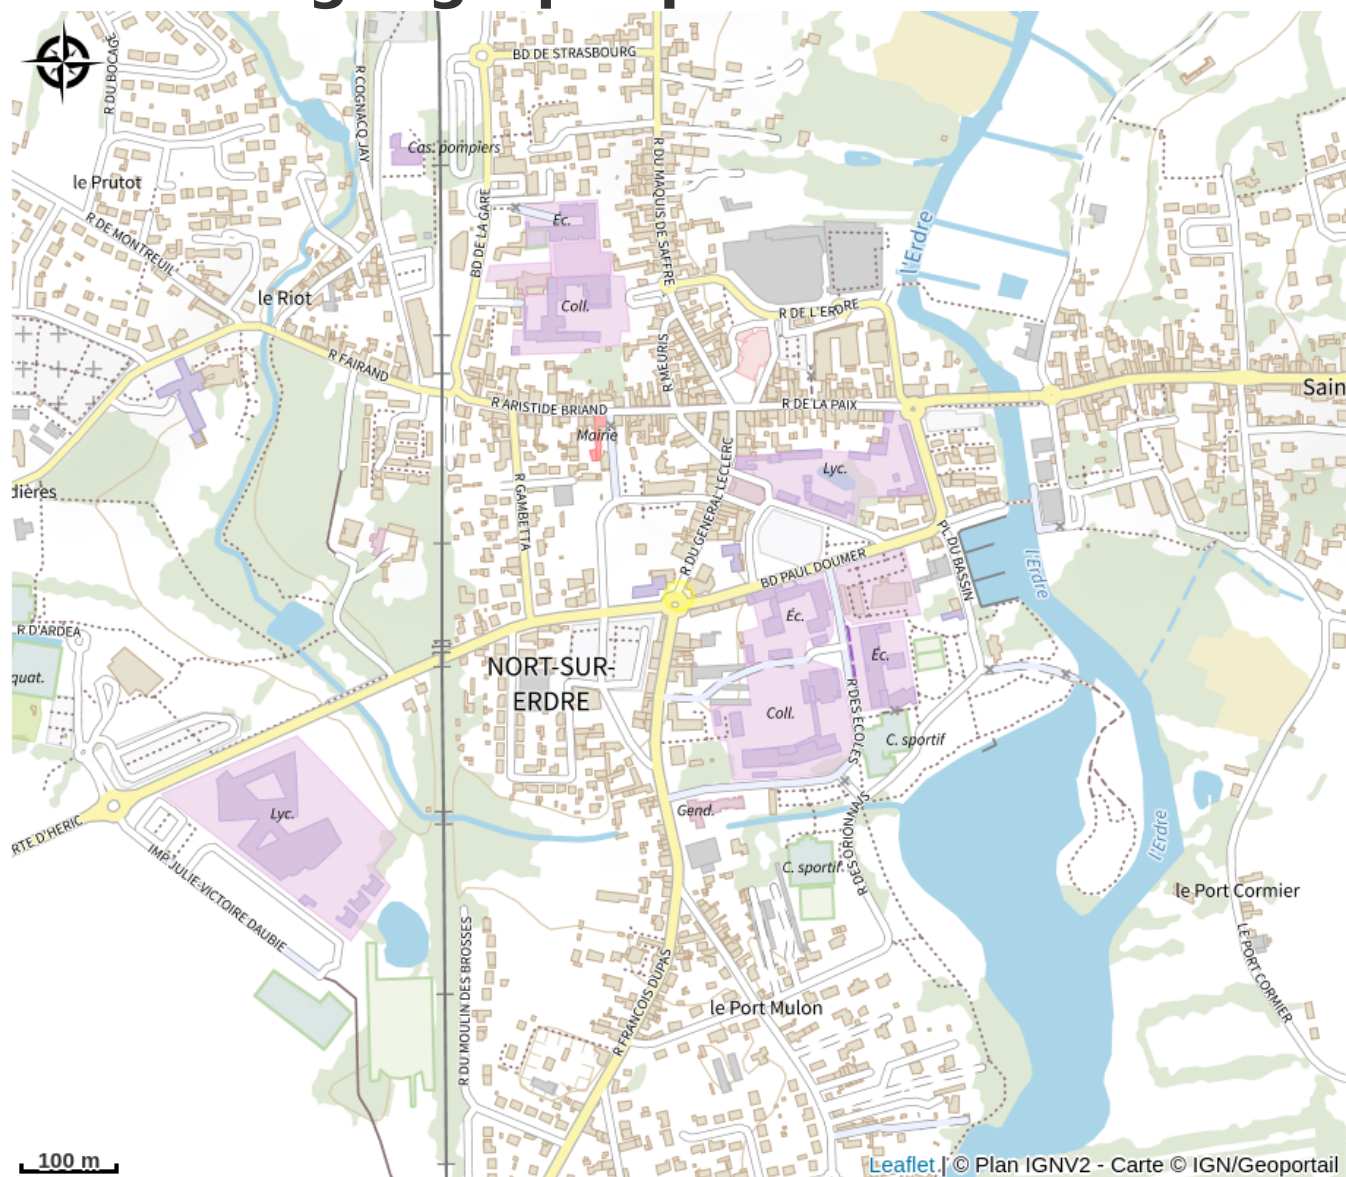 BD DE STRASBOURG
R DU BOCAGE
R COGNACQ JAY
Cas. pompiers
R DU MAQUIS DE SAFFRE
le Prutot
R DE MONTREUIL
BD DE LA GARE
Éc.
l'Erdre
le Riot
Coll.
R DE L'ERDRE
R MEURIS
R FAIRAND
Sain
R ARISTIDE BRIAND
R DE LA PAIX
Mairie
Lyc.
R DU GENERAL LECLERC
dières
R GAMBETTA
PL DU BASSIN
BD PAUL DOUMER
l'Erdre
Éc.
R D'ARDEA
Éc.
NORT-SUR-
ERDRE
quat.
R DES ECOLES
Coll.
C. sportif
Lyc.
Gend.
RTE D'HERIC
l'Erdre
R DES ORIONNAIS
IMP JULIE-VICTOIRE DAUBIE
C. sportif
le Port Cormier
R DU MOULIN DES BROSSES
LE PORT CORMIER
R FRANCOIS DUPAS
le Port Mulon
100 m
Leaflet | © Plan IGNV2 - Carte © IGN/Geoportail